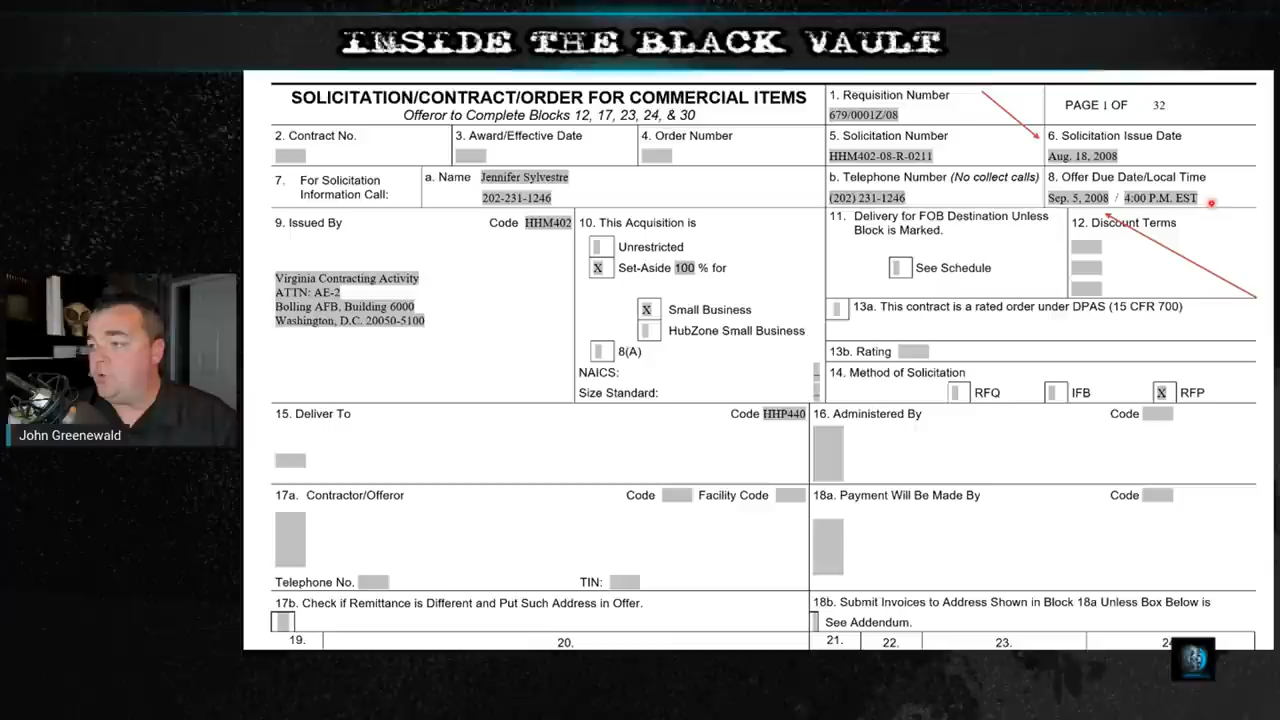 INSIDE THE BLACK VAULT
SOLICITATION/CONTRACT/ORDER FOR COMMERCIAL ITEMS
Offeror to Complete Blocks 12, 17, 23, 24, & 30
1. Requisition Number
679/0001Z/08
PAGE 1 OF 32
2. Contract No.
3. Award/Effective Date
4. Order Number
5. Solicitation Number
HHM402-08-R-0211
6. Solicitation Issue Date
Aug. 18, 2008
7. For Solicitation
Information Call:
a. Name Jennifer Sylvestre
202-231-1246
b. Telephone Number (No collect calls)
(202) 231-1246
8. Offer Due Date/Local Time
Sep. 5, 2008 / 4:00 P.M. EST
9. Issued By Code HHM402
Virginia Contracting Activity
ATTN: AE-2
Bolling AFB, Building 6000
Washington, D.C. 20050-5100
10. This Acquisition is
Unrestricted
X Set-Aside 100 % for
X Small Business
HubZone Small Business
8(A)
NAICS:
Size Standard:
11. Delivery for FOB Destination Unless
Block is Marked.
See Schedule
12. Discount Terms
13a. This contract is a rated order under DPAS (15 CFR 700)
13b. Rating
14. Method of Solicitation
RFQ IFB X RFP
15. Deliver To Code HHP440
16. Administered By Code
17a. Contractor/Offeror Code Facility Code
Telephone No. TIN:
18a. Payment Will Be Made By Code
17b. Check if Remittance is Different and Put Such Address in Offer.
18b. Submit Invoices to Address Shown in Block 18a Unless Box Below is
See Addendum.
19. 20. 21. 22. 23.
John Greenewald